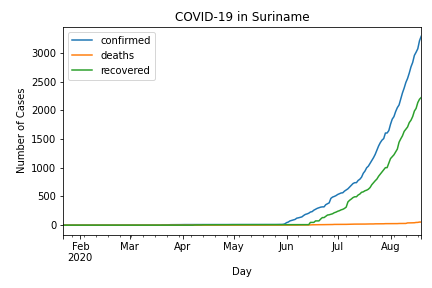 COVID-19 in Suriname
confirmed
deaths
recovered
Number of Cases
3000
2500
2000
1500
1000
500
0
Feb
2020
Mar
Apr
May
Jun
Jul
Aug
Day